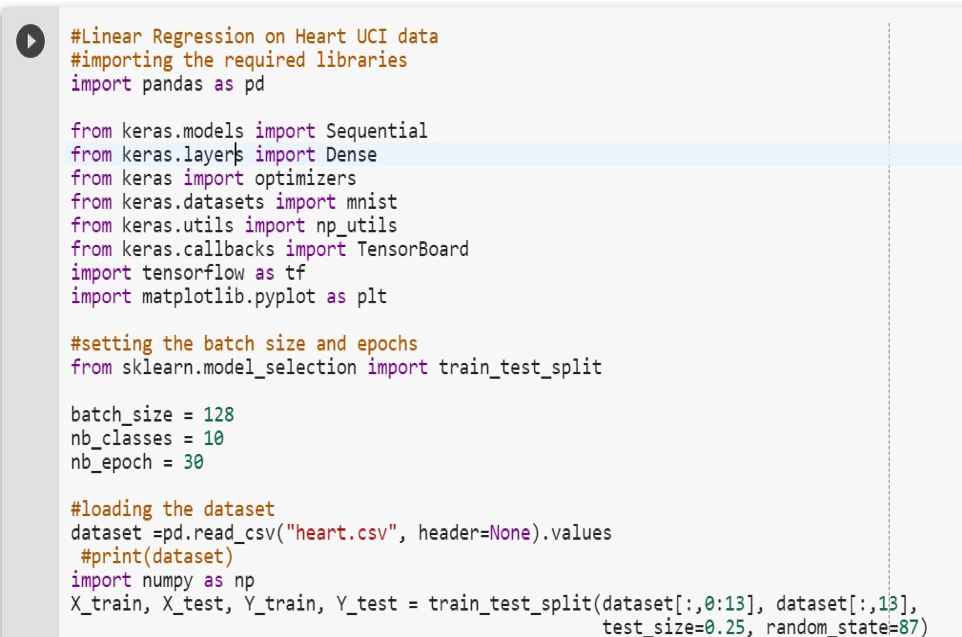 #Linear Regression on Heart UCI data
#importing the required libraries
import pandas as pd
from keras.models import Sequential
from keras.layers import Dense
from keras import optimizers
from keras.datasets import mnist
from keras.utils import np_utils
from keras.callbacks import TensorBoard
import tensorflow as tf
import matplotlib.pyplot as plt
#setting the batch size and epochs
from sklearn.model_selection import train_test_split
batch_size = 128
nb_classes = 10
nb_epoch = 30
#loading the dataset
dataset =pd.read_csv("heart.csv", header=None).values
 #print(dataset)
import numpy as np
X_train, X_test, Y_train, Y_test = train_test_split(dataset[:,0:13], dataset[:,13],
test_size=0.25, random_state=87)